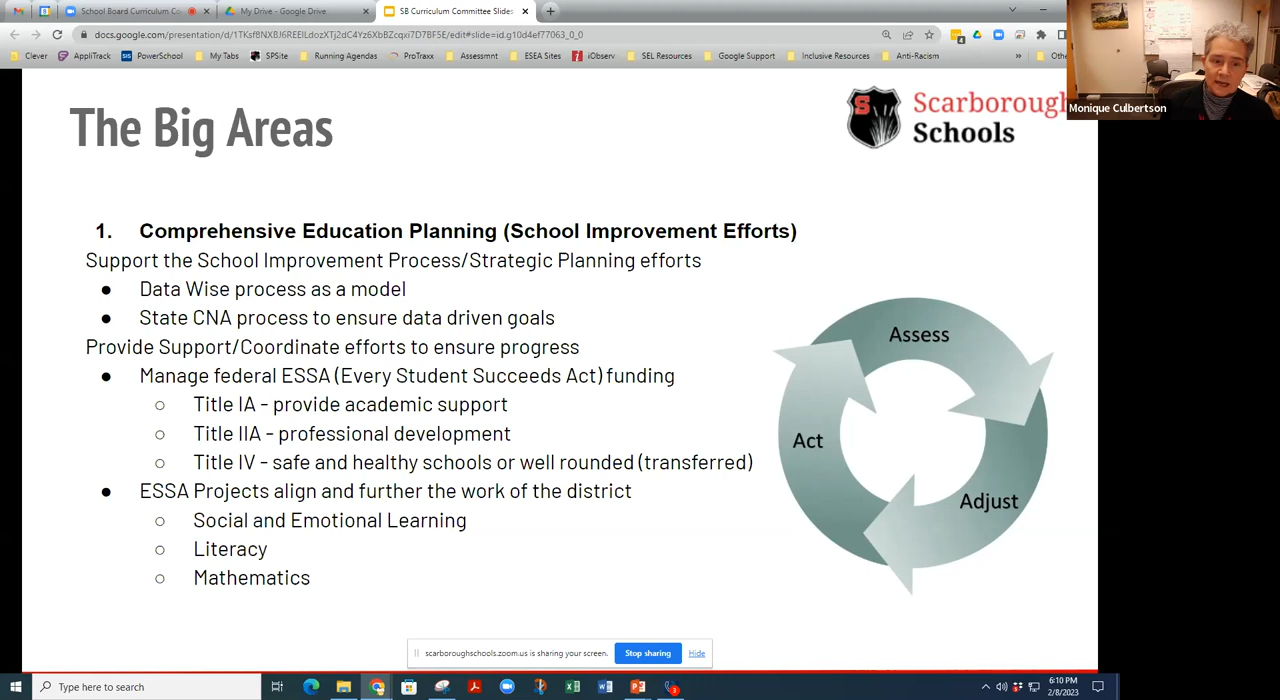 School Board Curriculum Co
My Drive - Google Drive
SB Curriculum Committee Slides
docs.google.com/presentation/d/
edit#slide=id.g10d4ef77063_0_0
Clever
AppliTrack
SIS PowerSchool
My Tabs
SPSite
Running Agendas
ProTraxx
Assessmnt
ESEA Sites
iObserv
SEL Resources
Google Support
Inclusive Resources
Anti-Racism
»
Monique Culbertson
The Big Areas
S
Scarborough
Schools
1. Comprehensive Education Planning (School Improvement Efforts)
Support the School Improvement Process/Strategic Planning efforts
● Data Wise process as a model
● State CNA process to ensure data driven goals
Provide Support/Coordinate efforts to ensure progress
● Manage federal ESSA (Every Student Succeeds Act) funding
○ Title IA - provide academic support
○ Title IIA - professional development
○ Title IV - safe and healthy schools or well rounded (transferred)
● ESSA Projects align and further the work of the district
○ Social and Emotional Learning
○ Literacy
○ Mathematics
Assess
Act
Adjust
scarboroughschools.zoom.us is sharing your screen.
Stop sharing
Hide
Type here to search
6:10 PM
2/8/2023